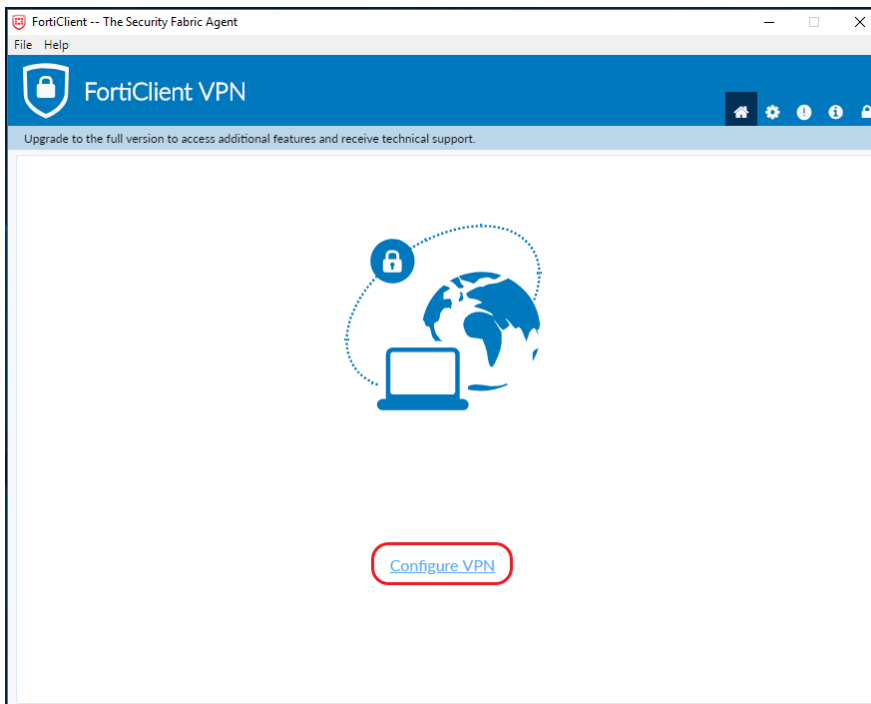 FortiClient -- The Security Fabric Agent
File Help
FortiClient VPN
Upgrade to the full version to access additional features and receive technical support.
Configure VPN